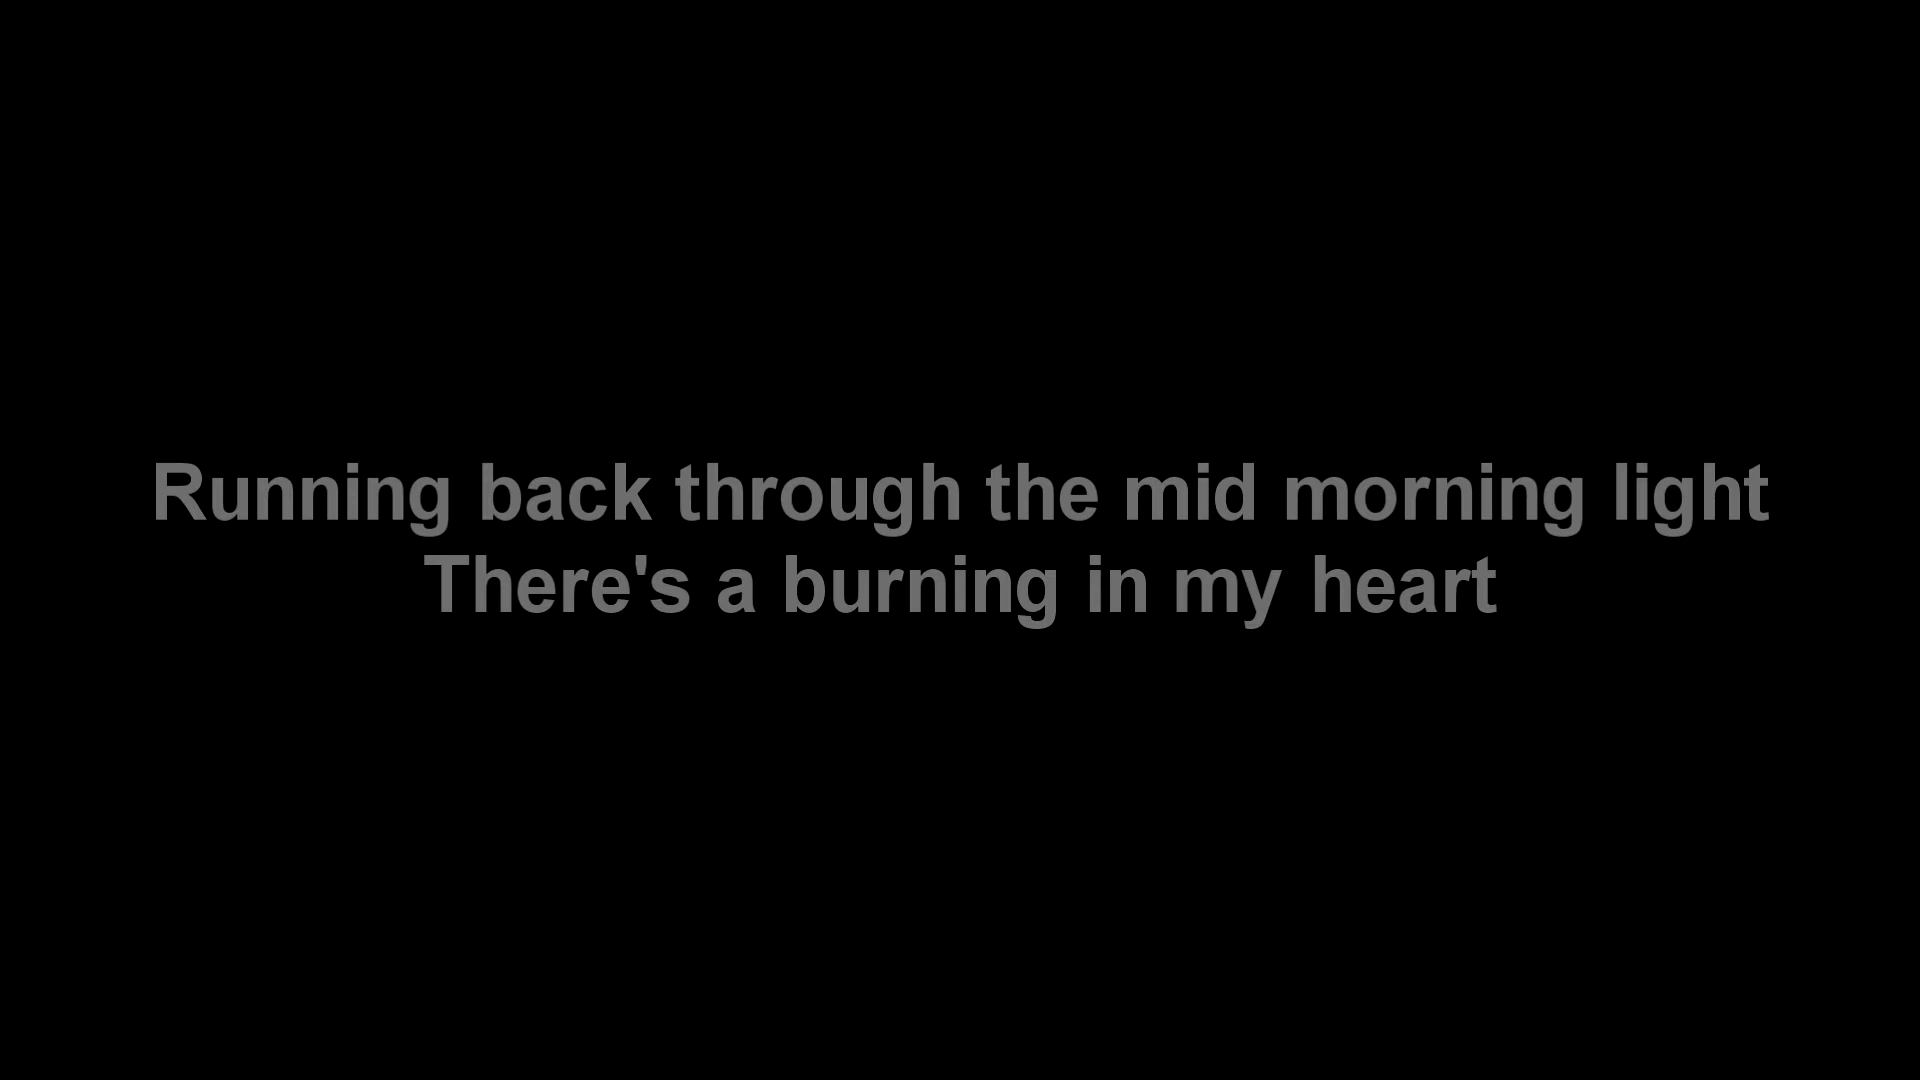 Running back through the mid morning light
There's a burning in my heart